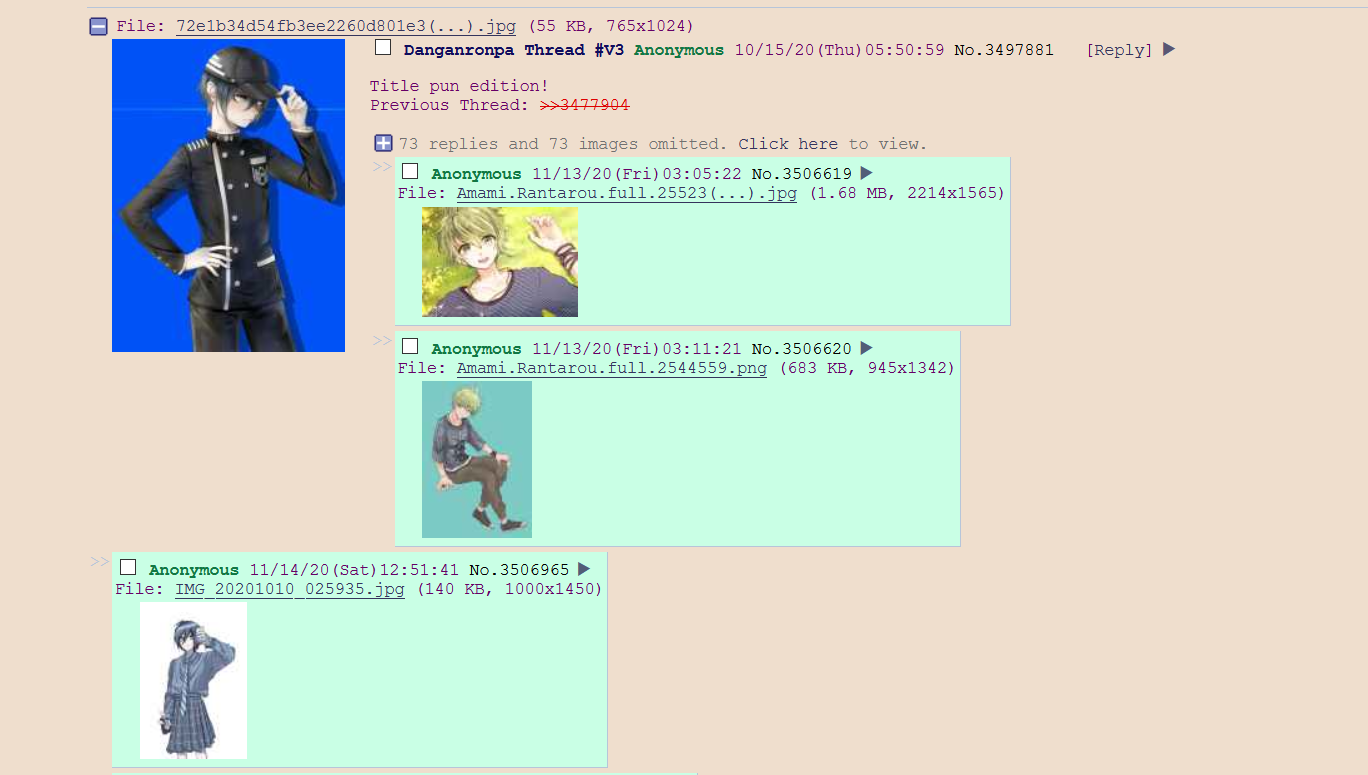 File: 72e1b34d54fb3ee2260d801e3(...).jpg (55 KB, 765x1024)
Danganronpa Thread #V3 Anonymous 10/15/20(Thu)05:50:59 No.3497881 [Reply] ▶
Title pun edition!
Previous Thread: >>3477904
73 replies and 73 images omitted. Click here to view.
>> Anonymous 11/13/20(Fri)03:05:22 No.3506619 ▶
File: Amami.Rantarou.full.25523(...).jpg (1.68 MB, 2214x1565)
>> Anonymous 11/13/20(Fri)03:11:21 No.3506620 ▶
File: Amami.Rantarou.full.2544559.png (683 KB, 945x1342)
>> Anonymous 11/14/20(Sat)12:51:41 No.3506965 ▶
File: IMG_20201010_025935.jpg (140 KB, 1000x1450)